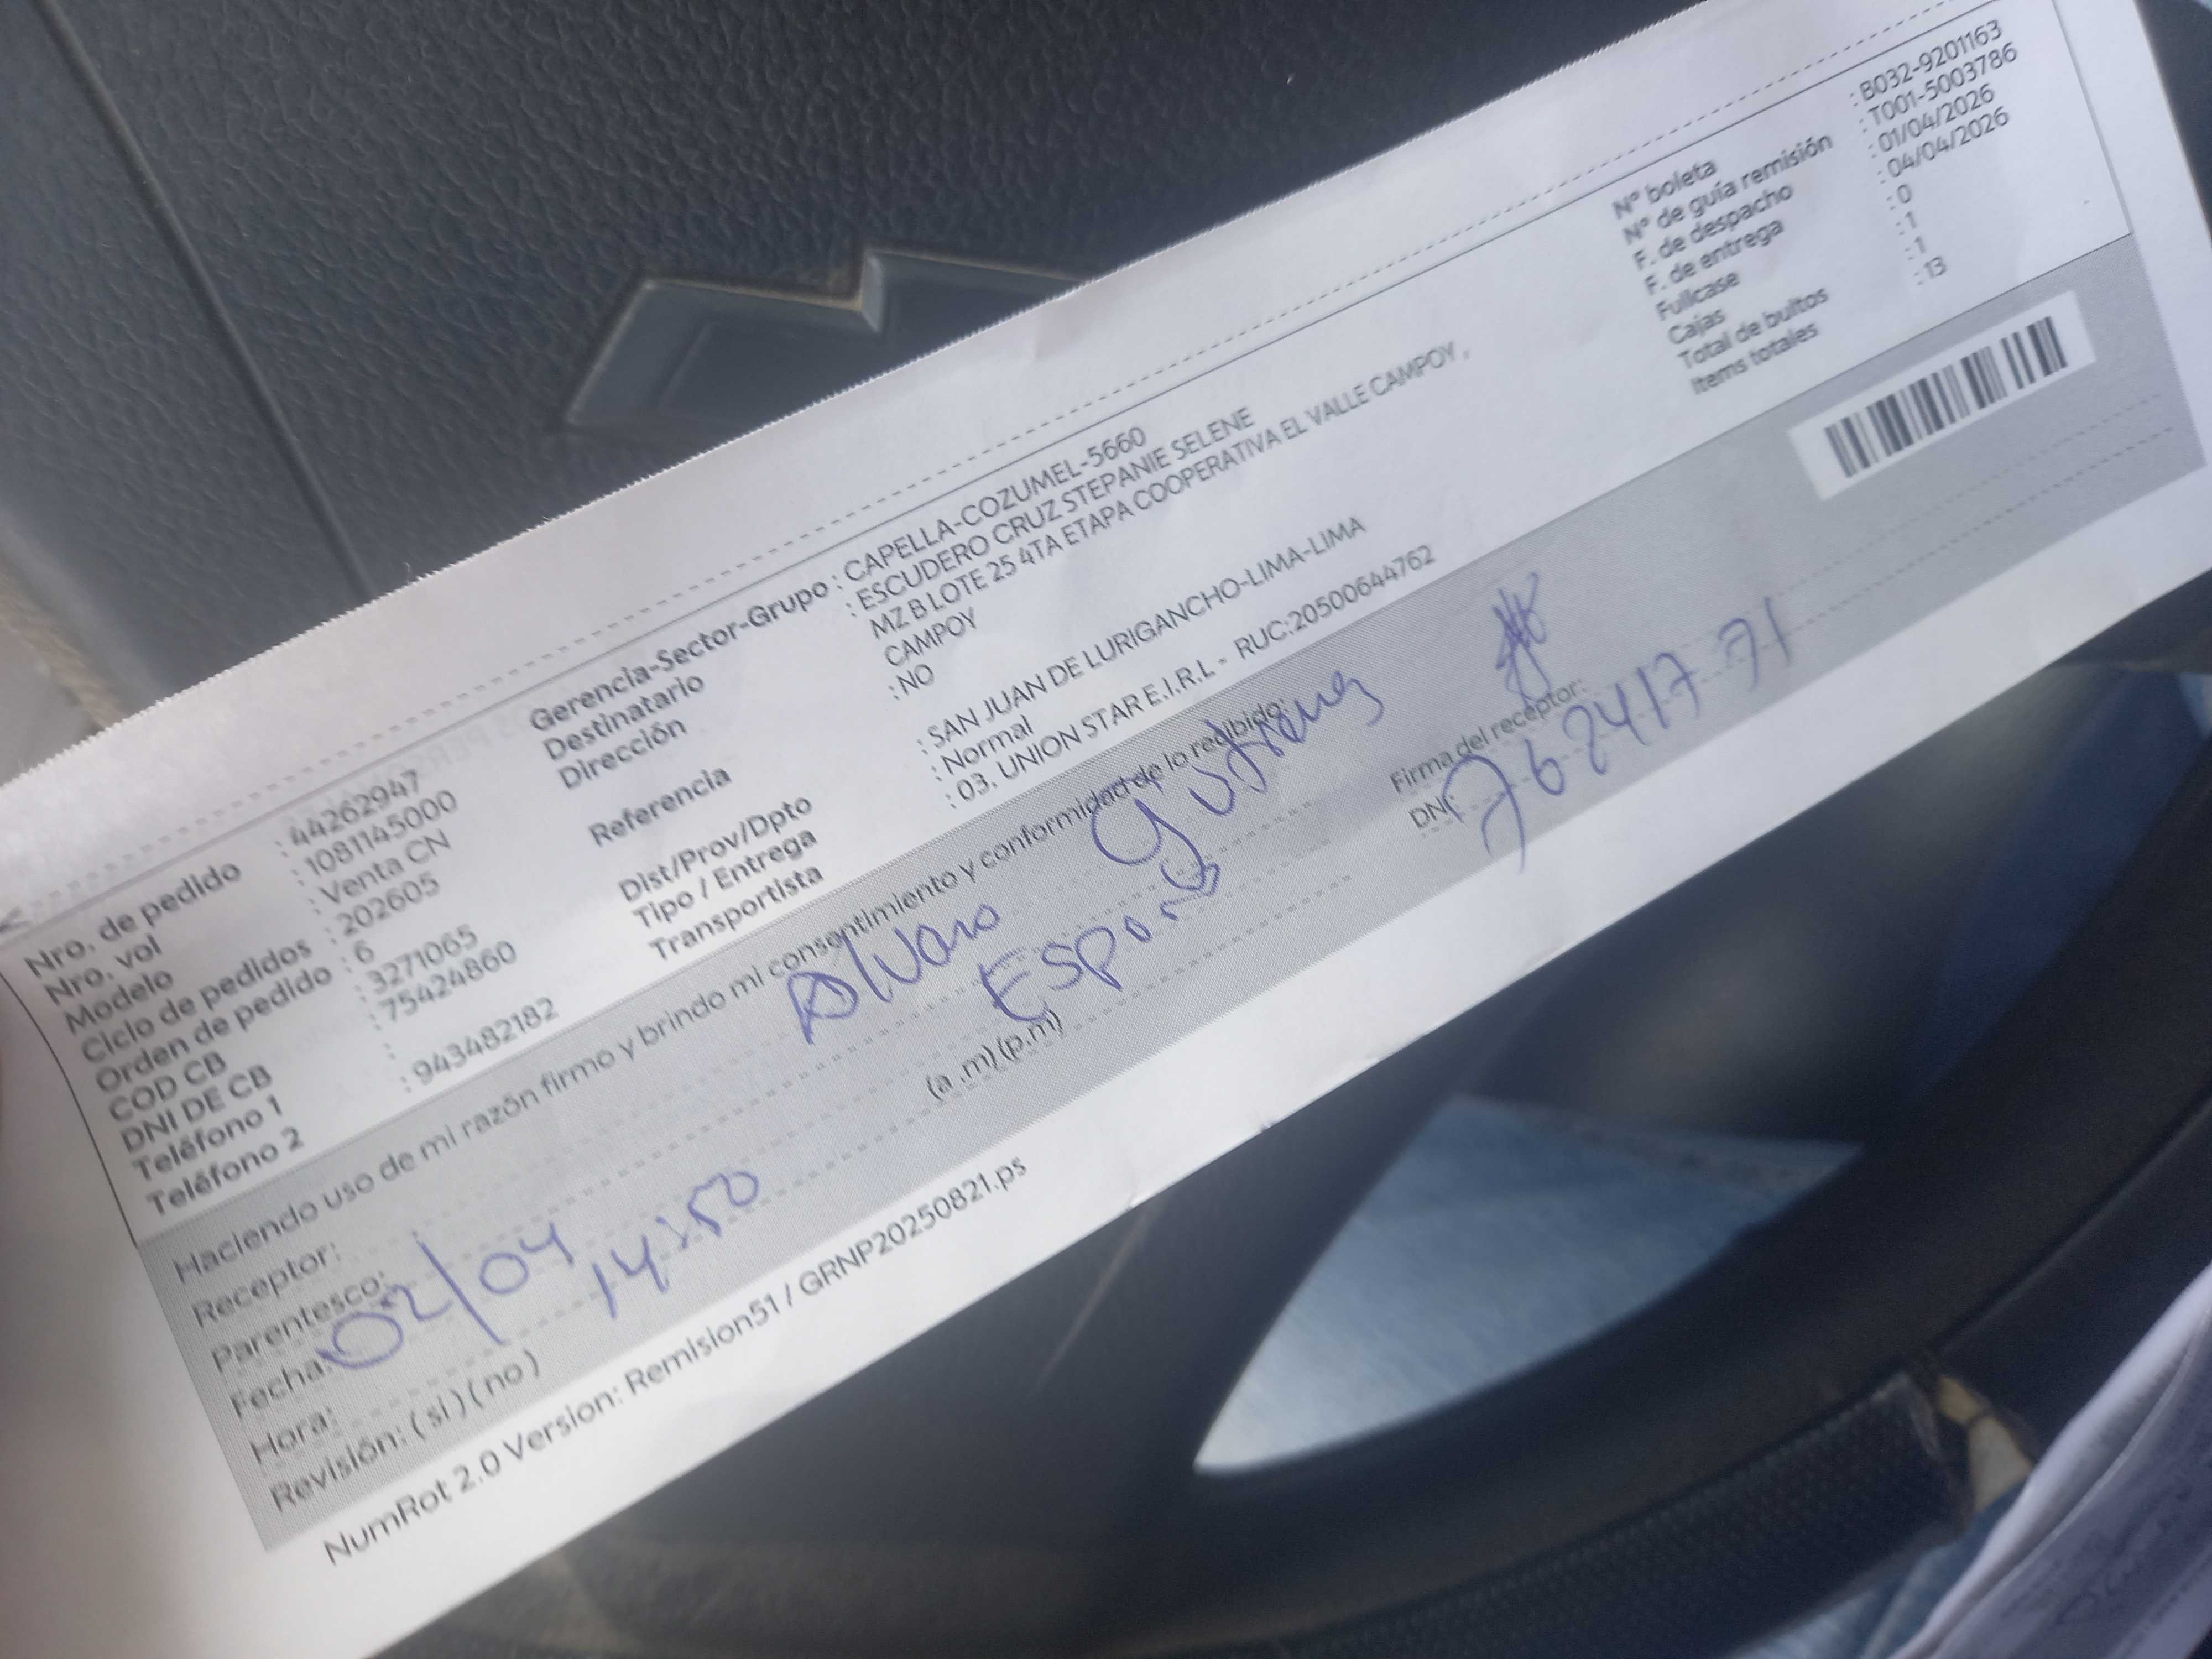 Nro. de pedido : 44262947
Nro. vol : 1081145000
Modelo : Venta CN
Ciclo de pedidos : 202605
Orden de pedido : 6
COD CB : 3271065
DNI DE CB : 75424860
Teléfono 1 :
Teléfono 2 : 943482182
Gerencia-Sector-Grupo : CAPELLA-COZUMEL-5660
Destinatario : ESCUDERO CRUZ STEPANIE SELENE
Dirección MZ B LOTE 25 4TA ETAPA COOPERATIVA EL VALLE CAMPOY ,
CAMPOY
Referencia : NO
Dist/Prov/Dpto : SAN JUAN DE LURIGANCHO-LIMA-LIMA
Tipo / Entrega : Normal
Transportista : 03. UNION STAR E.I.R.L - RUC:20500644762
N° boleta : B032-9201163
N° de guía remisión : T001-5003786
F. de despacho : 01/04/2026
F. de entrega : 04/04/2026
Fullcase : 0
Cajas : 1
Total de bultos : 1
Items totales : 13
Haciendo uso de mi razón firmo y brindo mi consentimiento y conformidad de lo recibido:
Receptor: Alvaro
Parentesco:
Fecha: 02/04
Hora: 14:50 (a .m) (p.m)
Revisión: ( si ) ( no )
Firma del receptor:
DNI: 76241771
NumRot 2.0 Version: Remision51 / GRNP20250821.ps